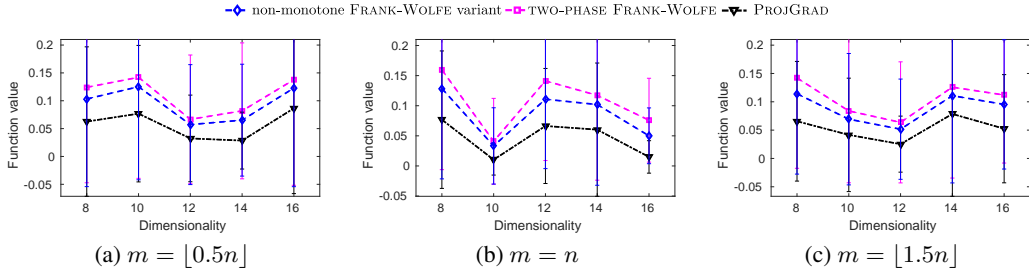 non-monotone FRANK-WOLFE variant TWO-PHASE FRANK-WOLFE PROJGRAD
Function value
0.2
0.15
0.1
0.05
0
-0.05
8 10 12 14 16
Dimensionality
(a) m = ⌊0.5n⌋
Function value
0.2
0.15
0.1
0.05
0
-0.05
8 10 12 14 16
Dimensionality
(b) m = n
Function value
0.2
0.15
0.1
0.05
0
-0.05
8 10 12 14 16
Dimensionality
(c) m = ⌊1.5n⌋